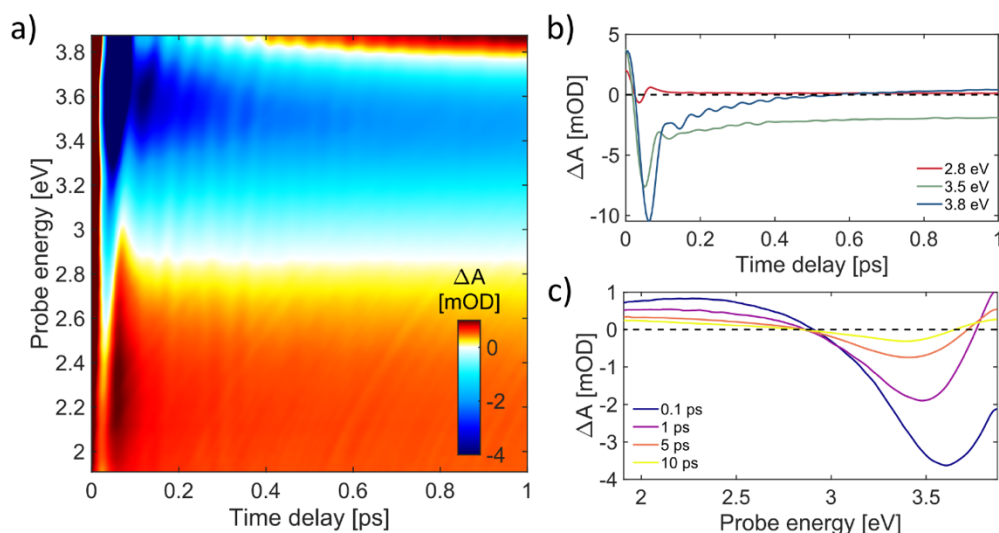 a)
3.8
3.6
3.4
3.2
3
2.8
2.6
2.4
2.2
2
Probe energy [eV]
ΔA
[mOD]
0
-2
-4
0 0.2 0.4 0.6 0.8 1
Time delay [ps]
b)
5
0
-5
-10
ΔA [mOD]
2.8 eV
3.5 eV
3.8 eV
0 0.2 0.4 0.6 0.8 1
Time delay [ps]
c)
1
0
-1
-2
-3
-4
ΔA [mOD]
0.1 ps
1 ps
5 ps
10 ps
2 2.5 3 3.5
Probe energy [eV]